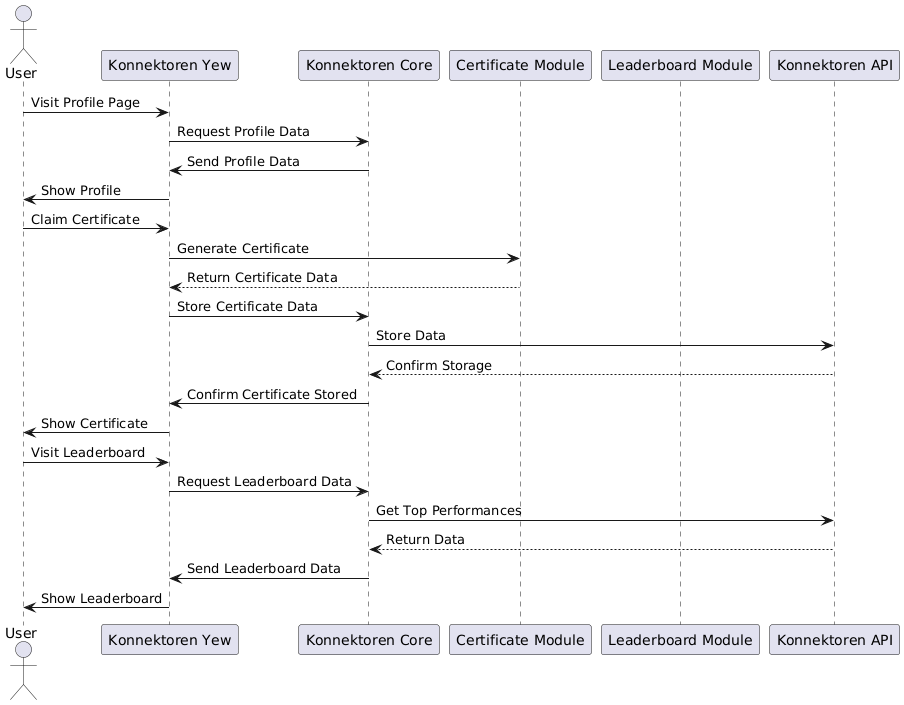 User
Konnektoren Yew
Konnektoren Core
Certificate Module
Leaderboard Module
Konnektoren API
Visit Profile Page
Request Profile Data
Send Profile Data
Show Profile
Claim Certificate
Generate Certificate
Return Certificate Data
Store Certificate Data
Store Data
Confirm Storage
Confirm Certificate Stored
Show Certificate
Visit Leaderboard
Request Leaderboard Data
Get Top Performances
Return Data
Send Leaderboard Data
Show Leaderboard
User
Konnektoren Yew
Konnektoren Core
Certificate Module
Leaderboard Module
Konnektoren API